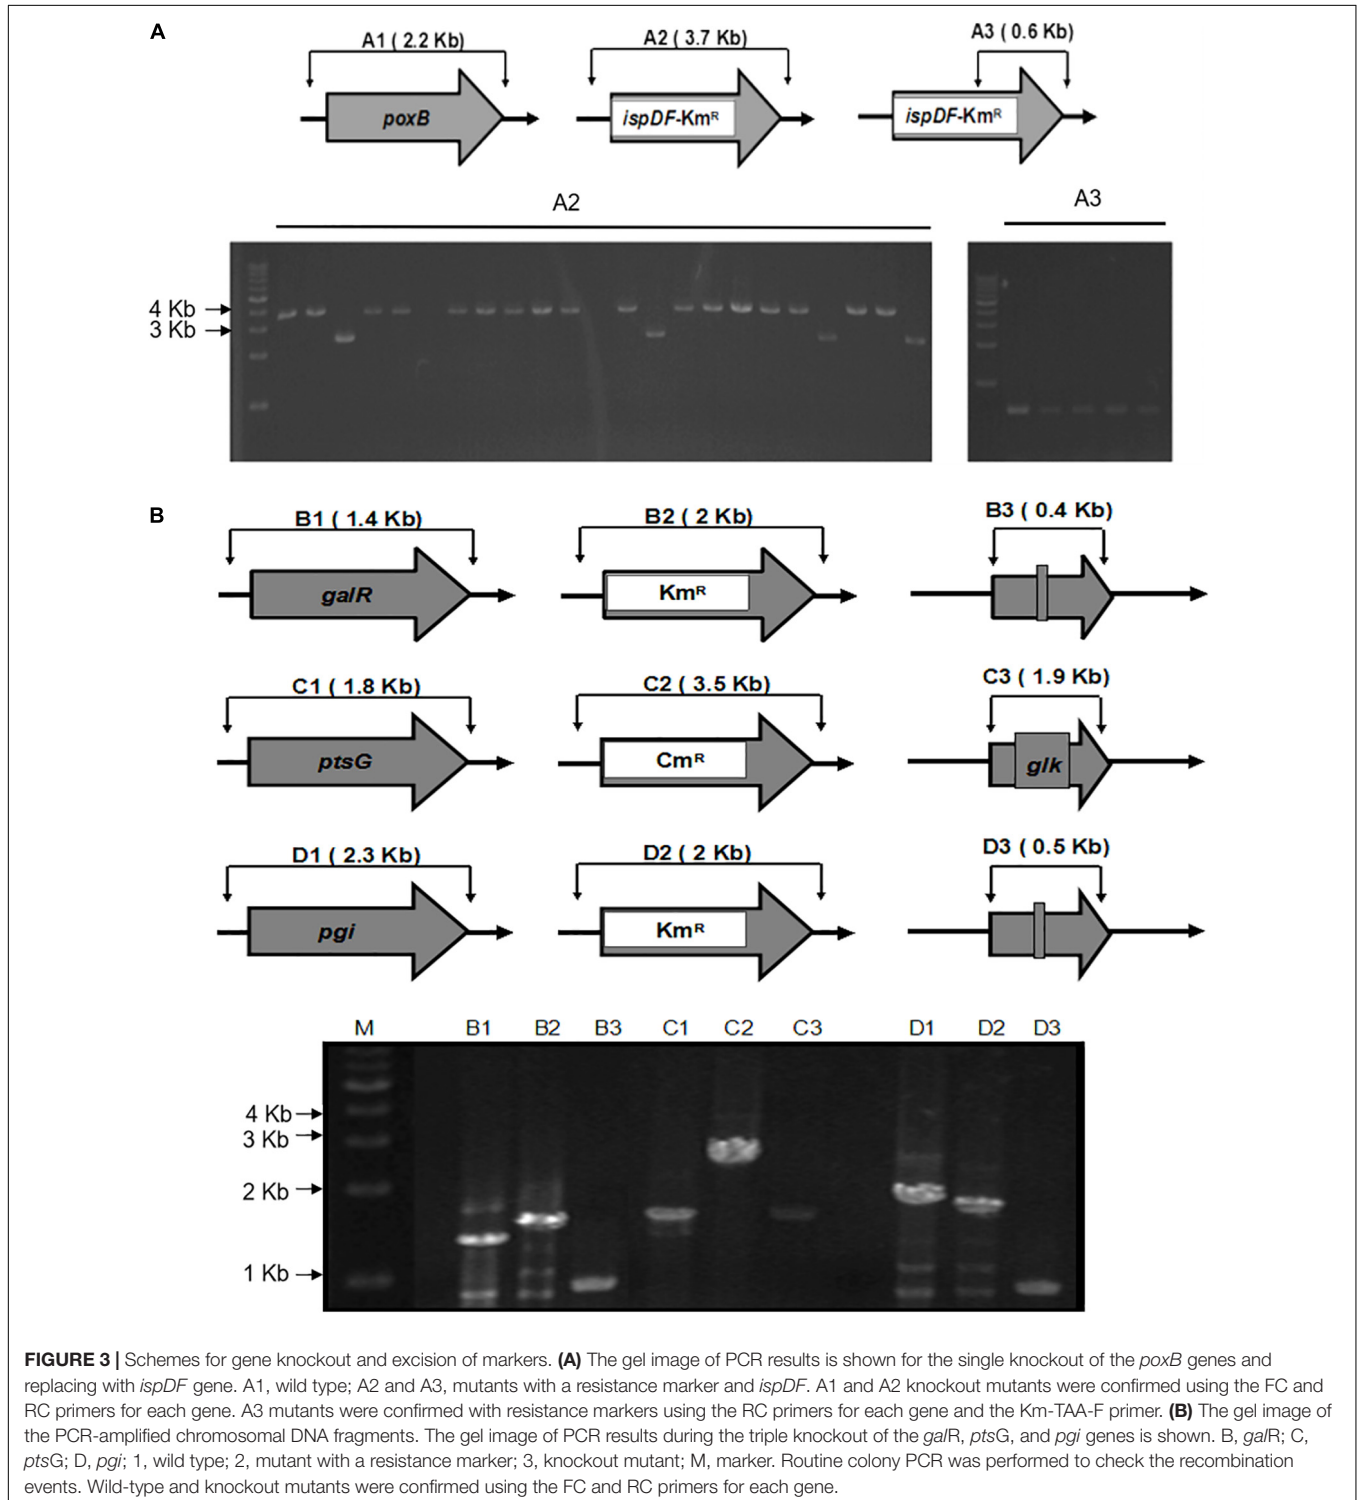 A
A1 ( 2.2 Kb)
A2 ( 3.7 Kb)
A3 ( 0.6 Kb)
poxB
ispDF-Kmᴿ
ispDF-Kmᴿ
A2
A3
4 Kb
3 Kb
B
B1 ( 1.4 Kb)
B2 ( 2 Kb)
B3 ( 0.4 Kb)
galR
Kmᴿ
C1 ( 1.8 Kb)
C2 ( 3.5 Kb)
C3 ( 1.9 Kb)
ptsG
Cmᴿ
glk
D1 ( 2.3 Kb)
D2 ( 2 Kb)
D3 ( 0.5 Kb)
pgi
Kmᴿ
M B1 B2 B3 C1 C2 C3 D1 D2 D3
4 Kb
3 Kb
2 Kb
1 Kb
FIGURE 3 | Schemes for gene knockout and excision of markers. (A) The gel image of PCR results is shown for the single knockout of the poxB genes and
replacing with ispDF gene. A1, wild type; A2 and A3, mutants with a resistance marker and ispDF. A1 and A2 knockout mutants were confirmed using the FC and
RC primers for each gene. A3 mutants were confirmed with resistance markers using the RC primers for each gene and the Km-TAA-F primer. (B) The gel image of
the PCR-amplified chromosomal DNA fragments. The gel image of PCR results during the triple knockout of the galR, ptsG, and pgi genes is shown. B, galR; C,
ptsG; D, pgi; 1, wild type; 2, mutant with a resistance marker; 3, knockout mutant; M, marker. Routine colony PCR was performed to check the recombination
events. Wild-type and knockout mutants were confirmed using the FC and RC primers for each gene.